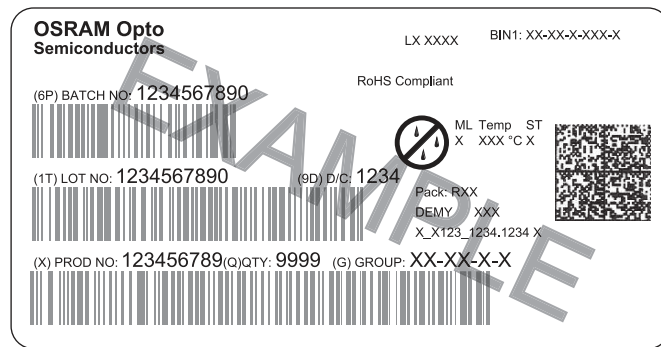 OSRAM Opto
Semiconductors
LX XXXX
BIN1: XX-XX-X-XXX-X
RoHS Compliant
(6P) BATCH NO: 1234567890
ML Temp ST
X XXX °C X
(1T) LOT NO: 1234567890 (9D) D/C: 1234
Pack: RXX
DEMY XXX
X_X123_1234.1234 X
(X) PROD NO: 123456789(Q)QTY: 9999 (G) GROUP: XX-XX-X-X
EXAMPLE